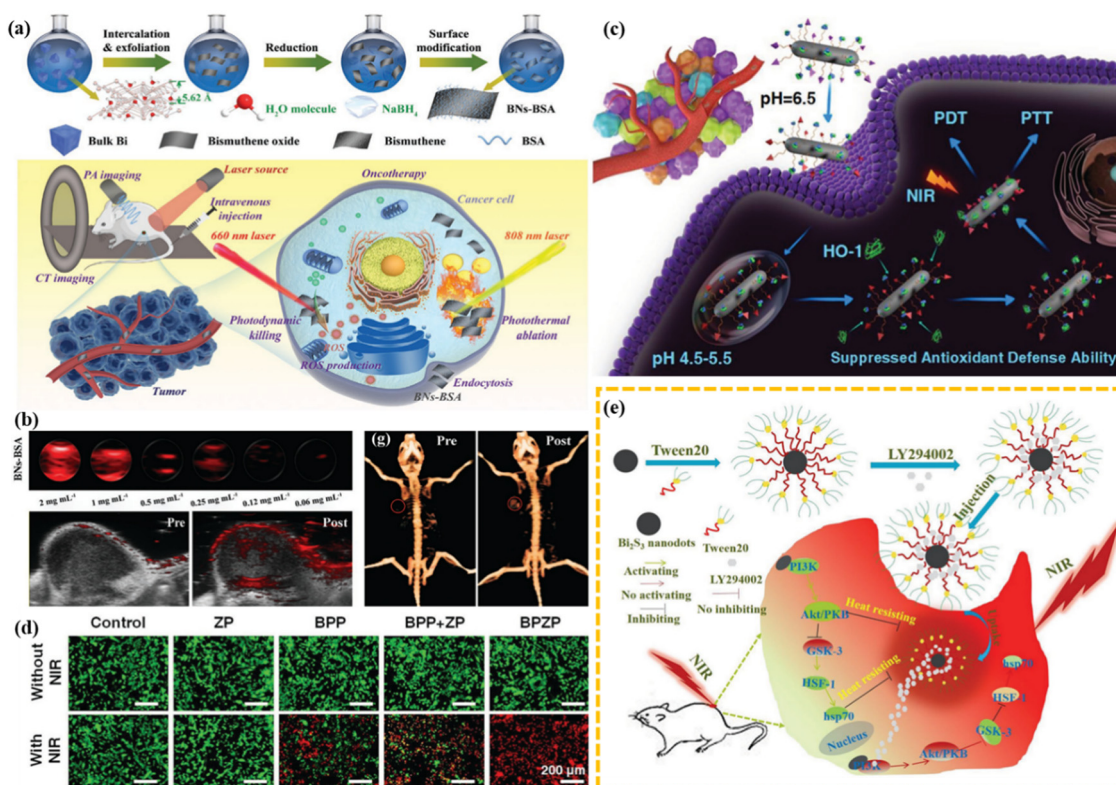 (a)
Intercalation
& exfoliation
Reduction
Surface
modification
5.62 Å
H₂O molecule
NaBH₄
BNs-BSA
Bulk Bi
Bismuthene oxide
Bismuthene
BSA
PA imaging
Laser source
Intravenous
injection
CT imaging
Tumor
Oncotherapy
Cancer cell
660 nm laser
808 nm laser
Photodynamic
killing
ROS
ROS production
Photothermal
ablation
Endocytosis
BNs-BSA
(b)
BNs-BSA
2 mg mL⁻¹
1 mg mL⁻¹
0.5 mg mL⁻¹
0.25 mg mL⁻¹
0.12 mg mL⁻¹
0.06 mg mL⁻¹
Pre
Post
(g)
Pre
Post
(c)
pH=6.5
PDT
PTT
NIR
HO-1
pH 4.5-5.5
Suppressed Antioxidant Defense Ability
(d)
Control
ZP
BPP
BPP+ZP
BPZP
Without
NIR
With
NIR
200 μm
(e)
Tween20
LY294002
Injection
Bi₂S₃ nanodots
Tween20
Activating
LY294002
No activating
No inhibiting
Inhibiting
NIR
NIR
PI3K
Akt/PKB
Heat resisting
GSK-3
HSF-1
Heat resisting
hsp70
Nucleus
Uptake
hsp70
HSF-1
GSK-3
Akt/PKB